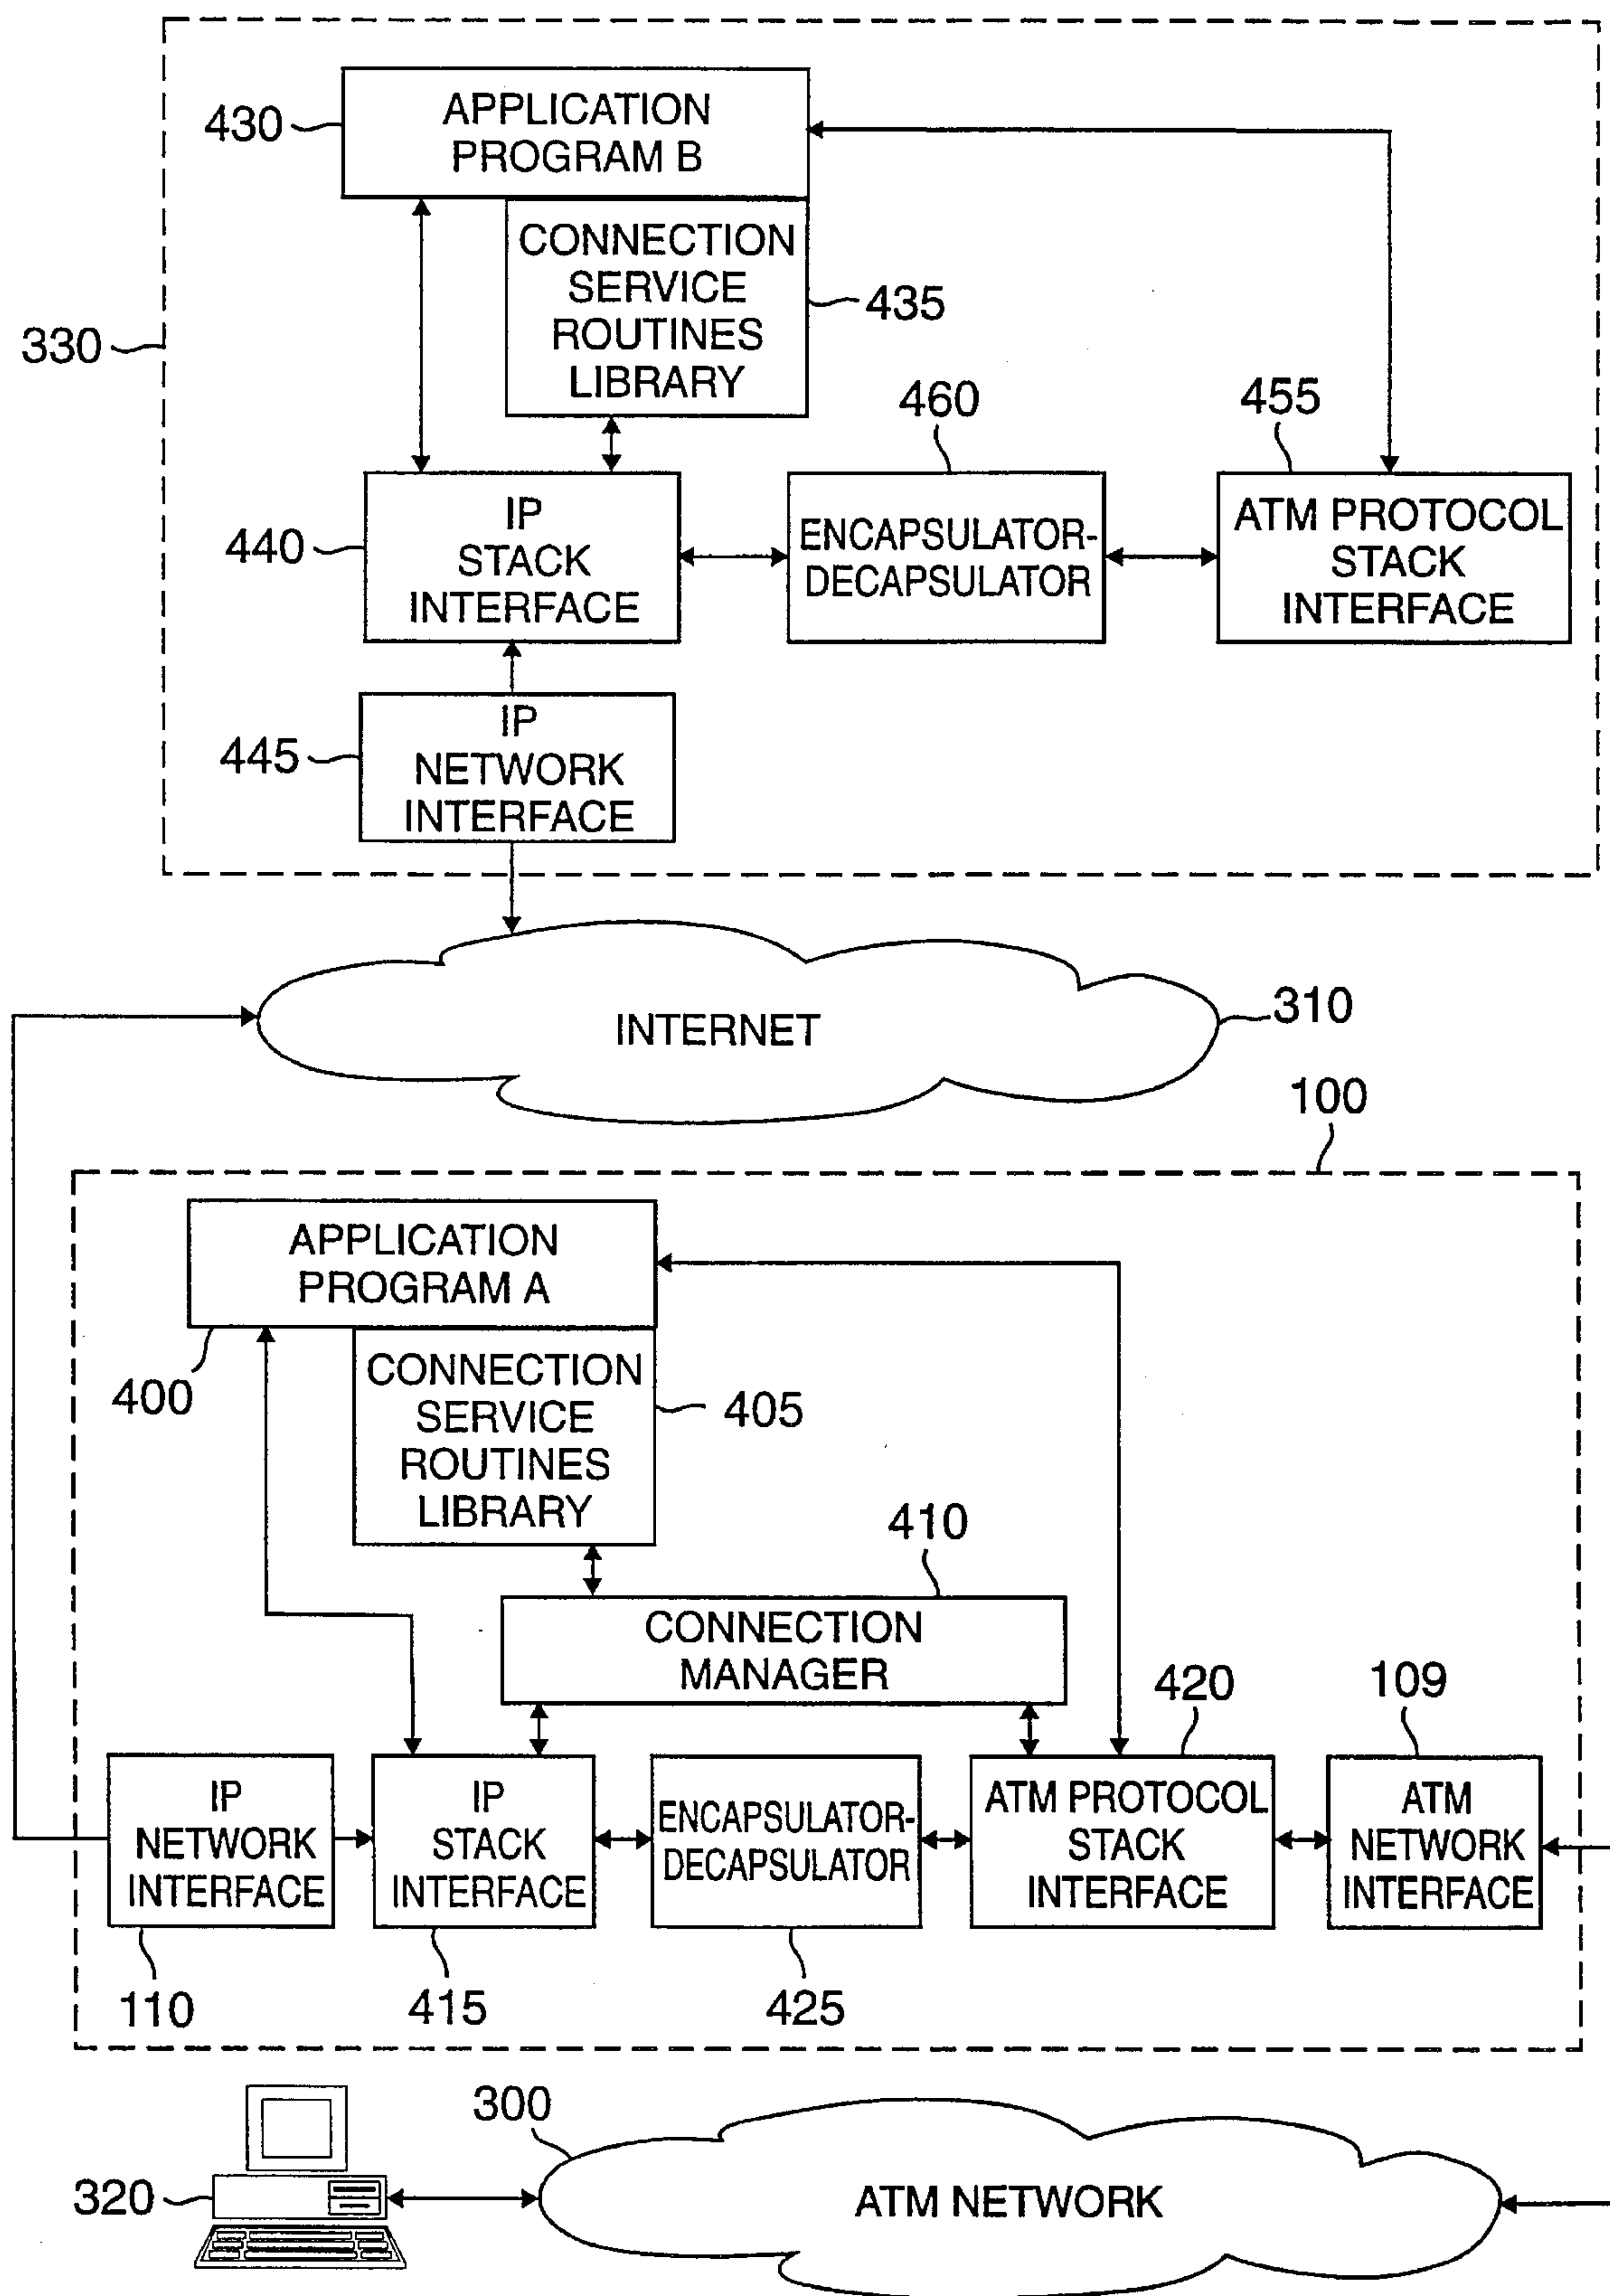 430
APPLICATION
PROGRAM B
CONNECTION
SERVICE
ROUTINES
LIBRARY
435
330
460
455
440
IP
STACK
INTERFACE
ENCAPSULATOR-
DECAPSULATOR
ATM PROTOCOL
STACK
INTERFACE
445
IP
NETWORK
INTERFACE
INTERNET
310
100
APPLICATION
PROGRAM A
400
CONNECTION
SERVICE
ROUTINES
LIBRARY
405
410
CONNECTION
MANAGER
420
109
IP
NETWORK
INTERFACE
IP
STACK
INTERFACE
ENCAPSULATOR-
DECAPSULATOR
ATM PROTOCOL
STACK
INTERFACE
ATM
NETWORK
INTERFACE
110
415
425
300
320
ATM NETWORK